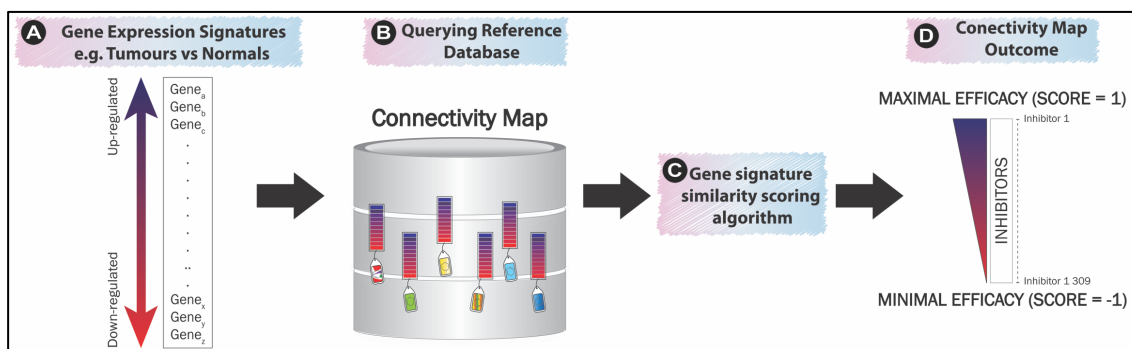 A Gene Expression Signatures
e.g. Tumours vs Normals
Up-regulated
Down-regulated
Gene a
Gene b
Gene c
.
.
.
.
.
.
.
..
.
Gene x
Gene y
Gene z
B Querying Reference
Database
Connectivity Map
C Gene signature
similarity scoring
algorithm
D Conectivity Map
Outcome
MAXIMAL EFFICACY (SCORE = 1)
Inhibitor 1
INHIBITORS
Inhibitor 1 309
MINIMAL EFFICACY (SCORE = -1)